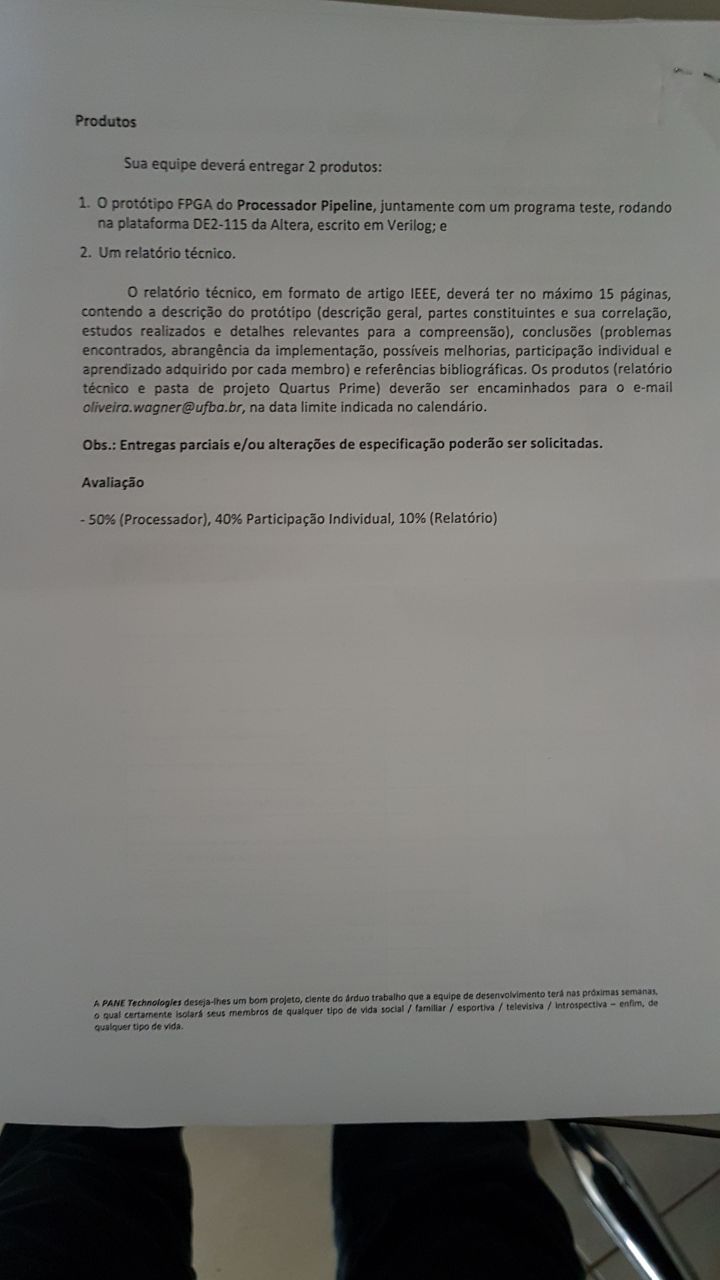 Produtos
Sua equipe deverá entregar 2 produtos:
1. O protótipo FPGA do Processador Pipeline, juntamente com um programa teste, rodando
na plataforma DE2-115 da Altera, escrito em Verilog; e
2. Um relatório técnico.
O relatório técnico, em formato de artigo IEEE, deverá ter no máximo 15 páginas,
contendo a descrição do protótipo (descrição geral, partes constituintes e sua correlação,
estudos realizados e detalhes relevantes para a compreensão), conclusões (problemas
encontrados, abrangência da implementação, possíveis melhorias, participação individual e
aprendizado adquirido por cada membro) e referências bibliográficas. Os produtos (relatório
técnico e pasta de projeto Quartus Prime) deverão ser encaminhados para o e-mail
oliveira.wagner@ufba.br, na data limite indicada no calendário.
Obs.: Entregas parciais e/ou alterações de especificação poderão ser solicitadas.
Avaliação
- 50% (Processador), 40% Participação Individual, 10% (Relatório)
A PANE Technologies deseja-lhes um bom projeto, ciente do árduo trabalho que a equipe de desenvolvimento terá nas próximas semanas,
o qual certamente isolará seus membros de qualquer tipo de vida social / familiar / esportiva / televisiva / introspectiva – enfim, de
qualquer tipo de vida.